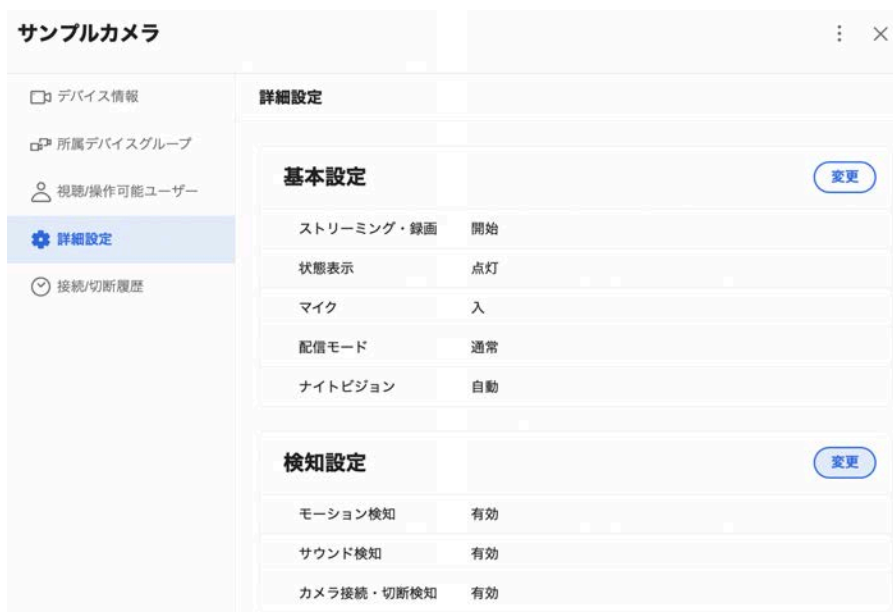 サンプルカメラ
デバイス情報
所属デバイスグループ
視聴/操作可能ユーザー
詳細設定
接続/切断履歴
詳細設定
基本設定
変更
ストリーミング・録画 開始
状態表示 点灯
マイク 入
配信モード 通常
ナイトビジョン 自動
検知設定
変更
モーション検知 有効
サウンド検知 有効
カメラ接続・切断検知 有効